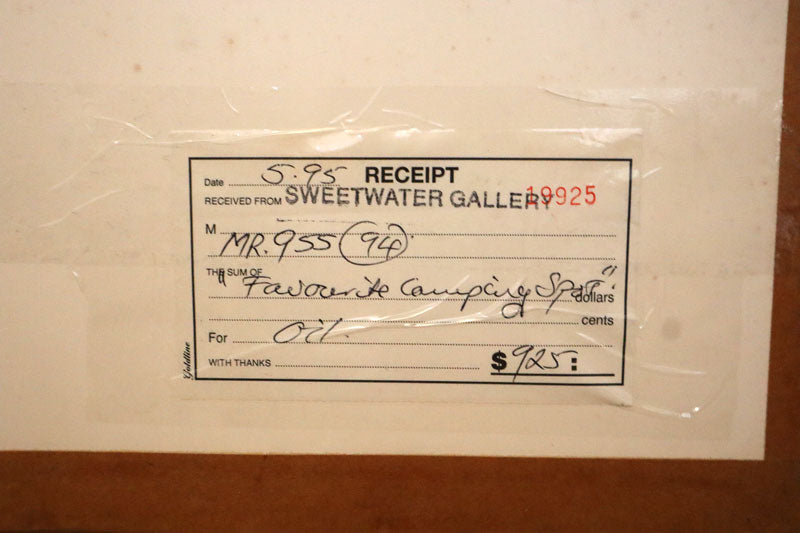 Date 5.95 RECEIPT
RECEIVED FROM SWEETWATER GALLERY 19925
M
MR. 955 (94)
THE SUM OF
"Favourite Camping Spot" dollars
cents
For Oil.
WITH THANKS $ 925:
Goldline